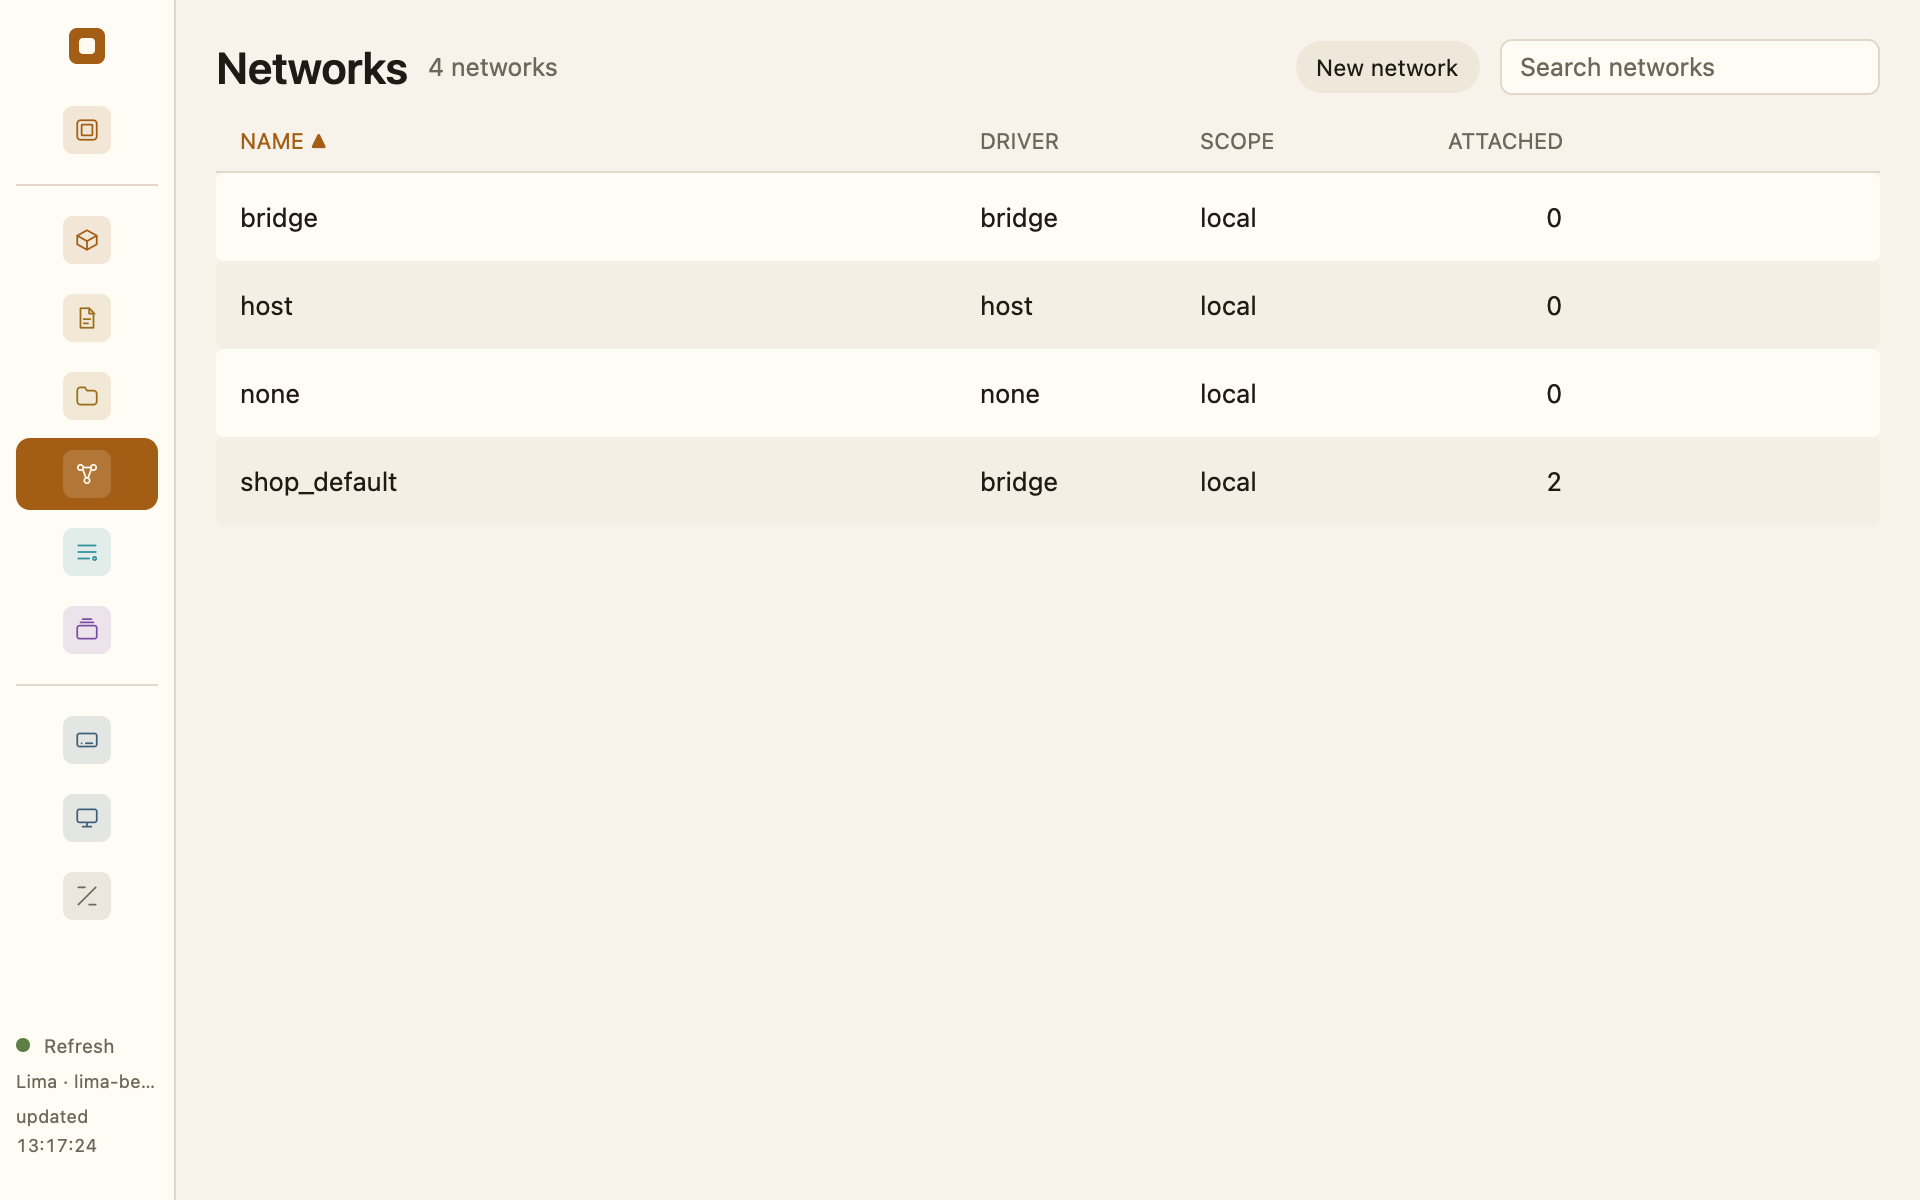 Networks 4 networks New network Search networks
NAME ▲ DRIVER SCOPE ATTACHED
bridge bridge local 0
host host local 0
none none local 0
shop_default bridge local 2
Refresh
Lima · lima-be…
updated
13:17:24